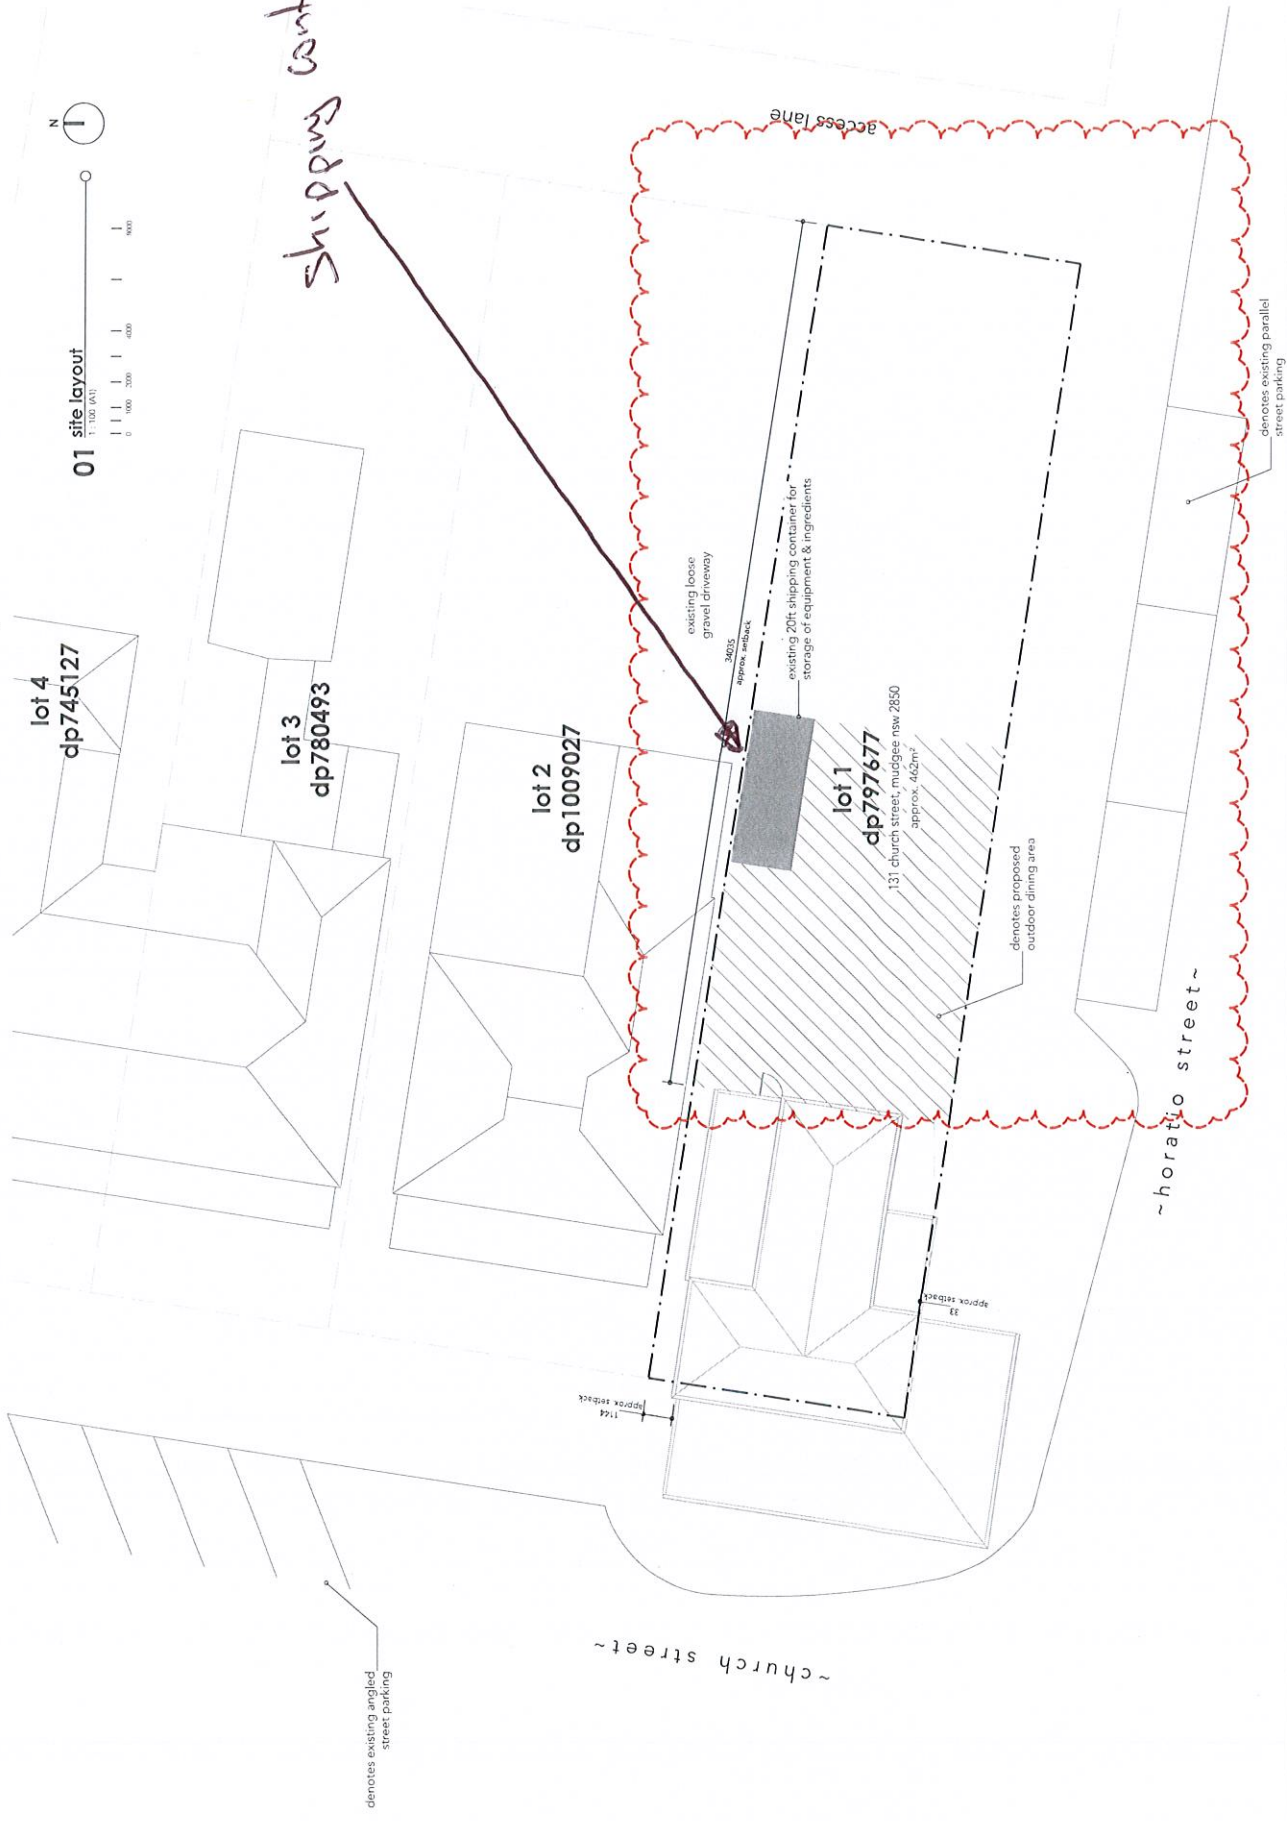 N
01 site layout
1 : 100 (A1)
0 1000 2000 4000 9000
shipping
access lane
lot 4
dp745127
lot 3
dp780493
lot 2
dp1009027
existing loose
gravel driveway
34035
approx. setback
existing 20ft shipping container for
storage of equipment & ingredients
lot 1
dp797677
131 church street, mudgee nsw 2850
approx. 462m²
denotes proposed
outdoor dining area
denotes existing parallel
street parking
~horatio street~
33
approx setback
1144
approx setback
~church street~
denotes existing angled
street parking